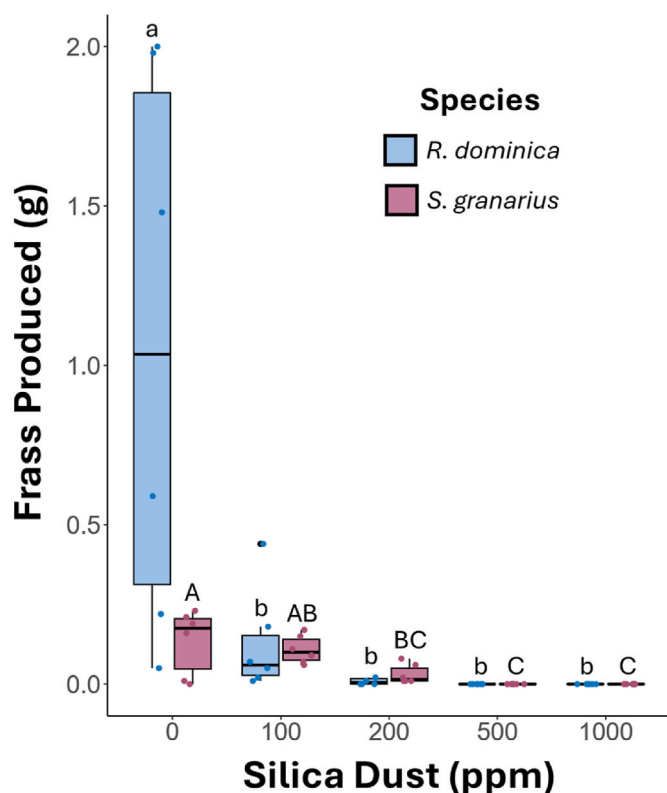 a
2.0
Species
R. dominica
S. granarius
1.5
Frass Produced (g)
1.0
0.5
A
b
AB
b
BC
b
C
b
C
0.0
0
100
200
500
1000
Silica Dust (ppm)